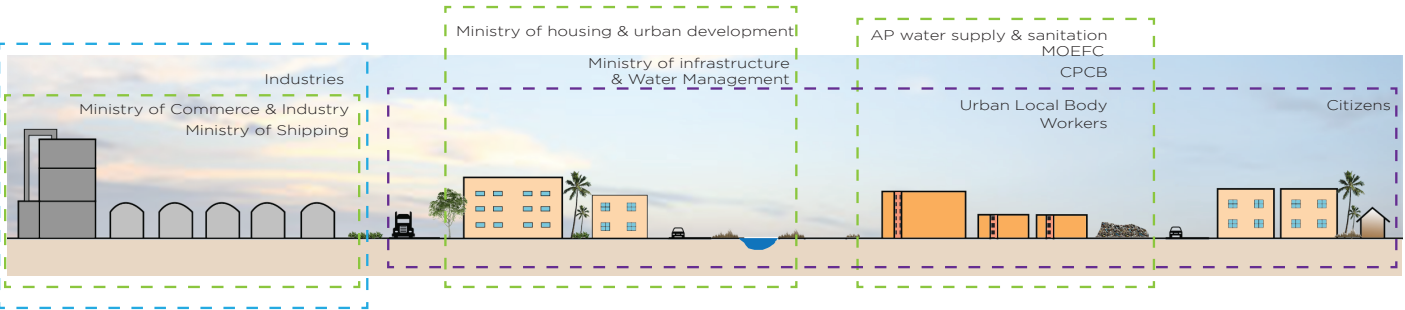 Industries
Ministry of Commerce & Industry
Ministry of Shipping
Ministry of housing & urban development
Ministry of infrastructure
& Water Management
AP water supply & sanitation
MOEFC
CPCB
Urban Local Body
Workers
Citizens